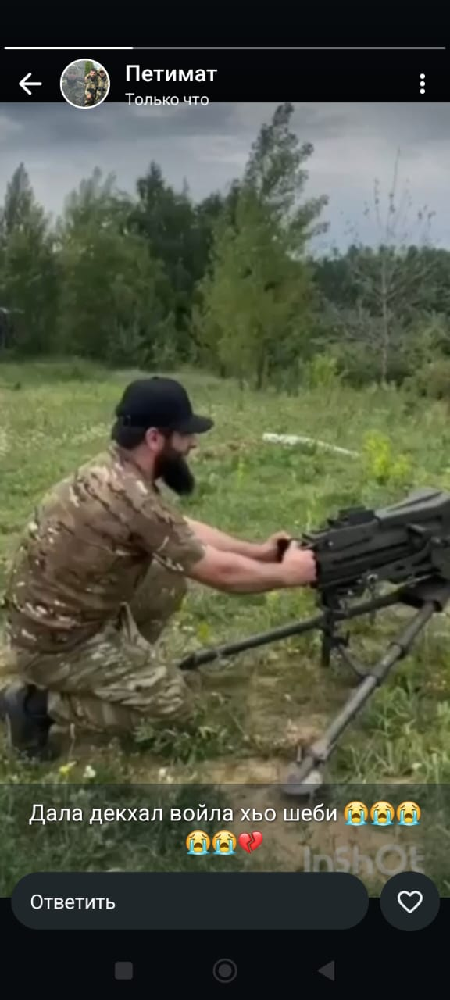 Петимат
Только что
Дала декхал войла хьо шеби 😭😭😭
😭😭💔
InShOt
Ответить